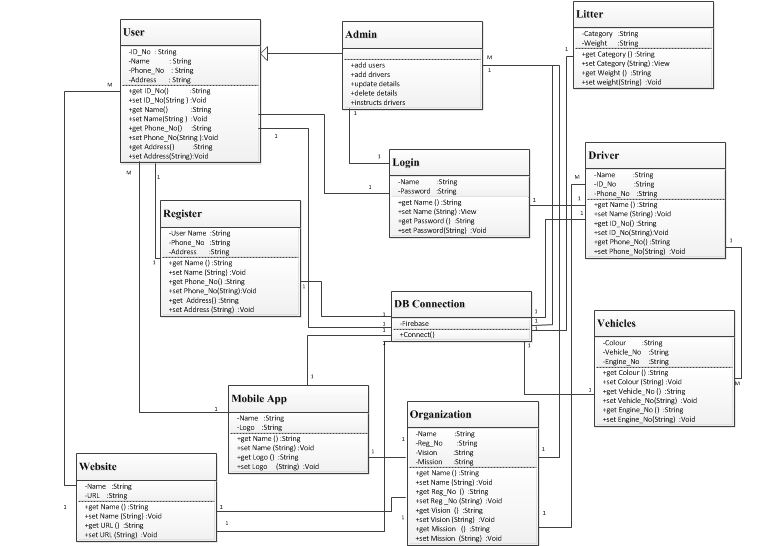 User
-ID_No : String
-Name : String
-Phone_No : String
-Address : String
+get ID_No() :String
+set ID_No(String ) :Void
+get Name() :String
+set Name(String ) :Void
+get Phone_No() :String
+set Phone_No(String ):Void
+get Address() :String
+set Address(String):Void
Admin
+add users
+add drivers
+update details
+delete details
+instructs drivers
Litter
-Category :String
-Weight :String
+get Category () :String
+set Category (String) :View
+get Weight () :String
+set weight(String) :Void
Login
-Name :String
-Password :String
+get Name () :String
+set Name (String) :View
+get Password () :String
+set Password(String) :Void
Driver
-Name :String
-ID_No :String
-Phone_No :String
+get Name () :String
+set Name (String) :Void
+get ID_No() :String
+set ID_No(String) :Void
+get Phone_No() :String
+set Phone_No(String) :Void
Register
-User Name :String
-Phone_No :String
-Address :String
+get Name () :String
+set Name (String) :Void
+get Phone_No() :String
+set Phone_No(String):Void
+get Address() :String
+set Address (String) :Void
DB Connection
-Firebase
+Connect()
Vehicles
-Colour :String
-Vehicle_No :String
-Engine_No :String
+get Colour () :String
+set Colour (String) :Void
+get Vehicle_No () :String
+set Vehicle_No(String) :Void
+get Engine_No () :String
+set Engine_No(String) :Void
Mobile App
-Name :String
-Logo :String
+get Name () :String
+set Name (String) :Void
+get Logo () :String
+set Logo (String) :Void
Organization
-Name :String
-Reg_No :String
-Vision :String
-Mission :String
+get Name () :String
+set Name (String) :Void
+get Reg_No () :String
+set Reg _No (String) :Void
+get Vision () :String
+set Vision (String) :Void
+get Mission () :String
+set Mission (String) :Void
Website
-Name :String
-URL :String
+get Name () :String
+set Name (String) :Void
+get URL () :String
+set URL (String) :Void